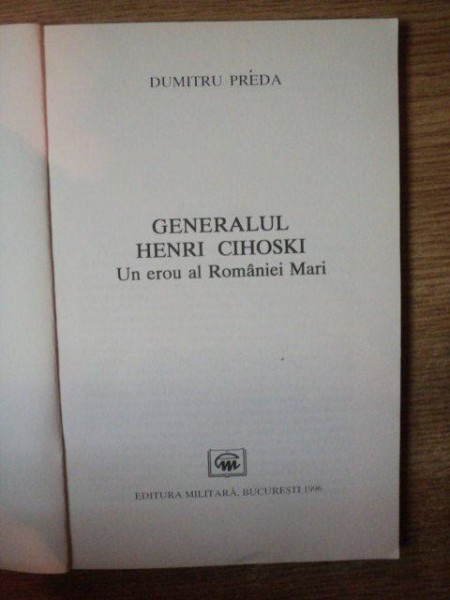 DUMITRU PREDA
GENERALUL
HENRI CIHOSKI
Un erou al României Mari
EDITURA MILITARĂ, BUCUREȘTI 1996